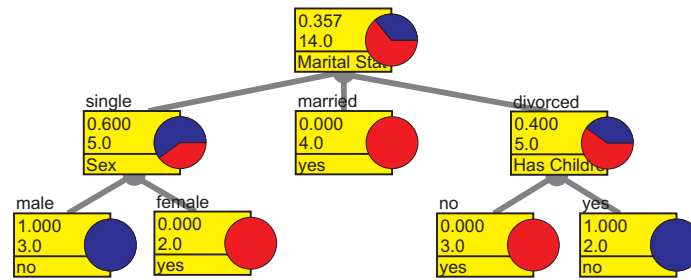 0.357
14.0
Marital Stat
single
0.600
5.0
Sex
married
0.000
4.0
yes
divorced
0.400
5.0
Has Childre
male
1.000
3.0
no
female
0.000
2.0
yes
no
0.000
3.0
yes
yes
1.000
2.0
no